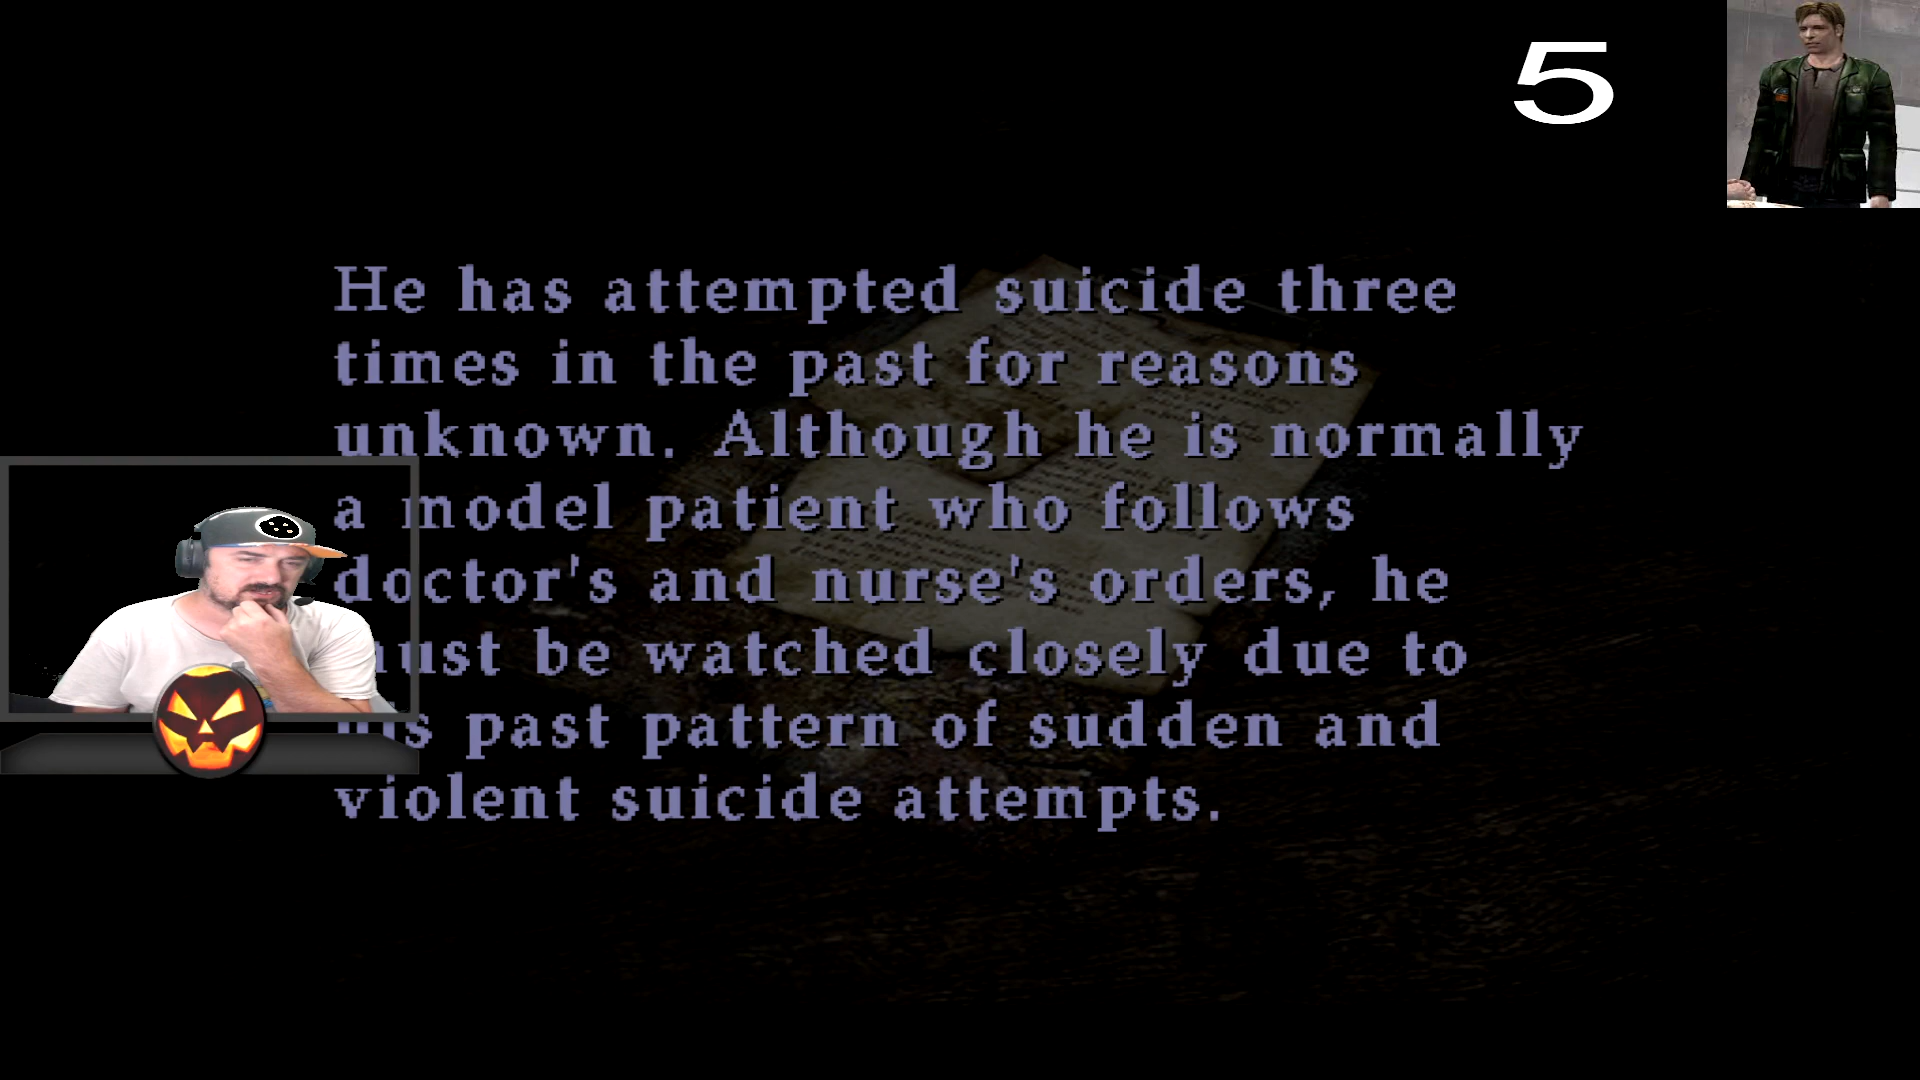 5
He has attempted suicide three
times in the past for reasons
unknown. Although he is normally
a model patient who follows
doctor's and nurse's orders, he
must be watched closely due to
his past pattern of sudden and
violent suicide attempts.